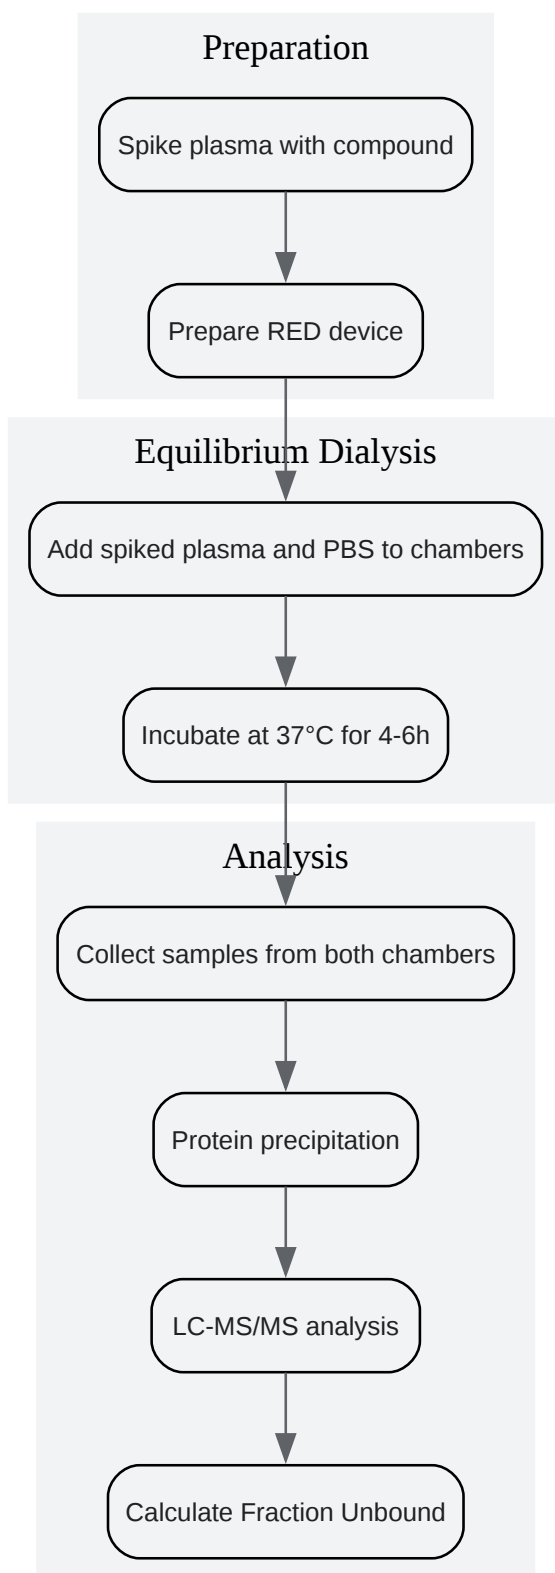 Preparation
Spike plasma with compound
Prepare RED device
Equilibrium Dialysis
Add spiked plasma and PBS to chambers
Incubate at 37°C for 4-6h
Analysis
Collect samples from both chambers
Protein precipitation
LC-MS/MS analysis
Calculate Fraction Unbound